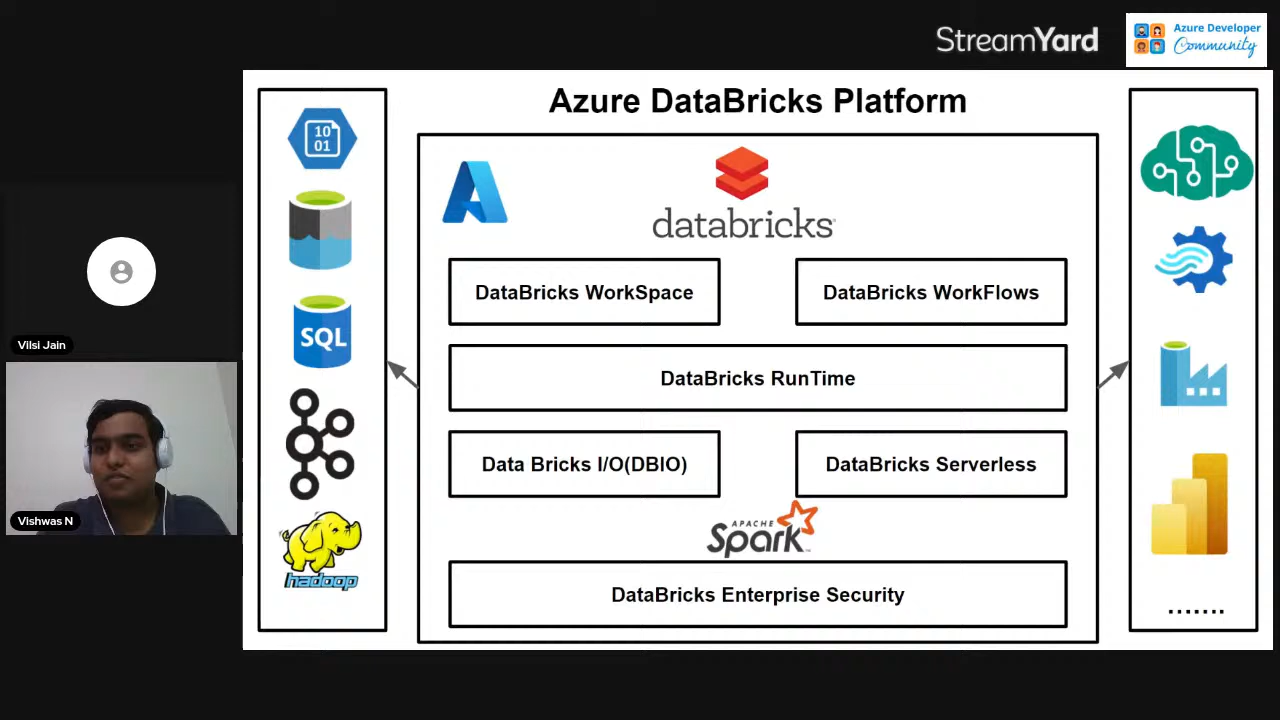 StreamYard
Azure Developer
Community
Azure DataBricks Platform
10
01
SQL
hadoop
databricks
DataBricks WorkSpace
DataBricks WorkFlows
DataBricks RunTime
Data Bricks I/O(DBIO)
DataBricks Serverless
APACHE
Spark
TM
DataBricks Enterprise Security
.......
Vilsi Jain
Vishwas N